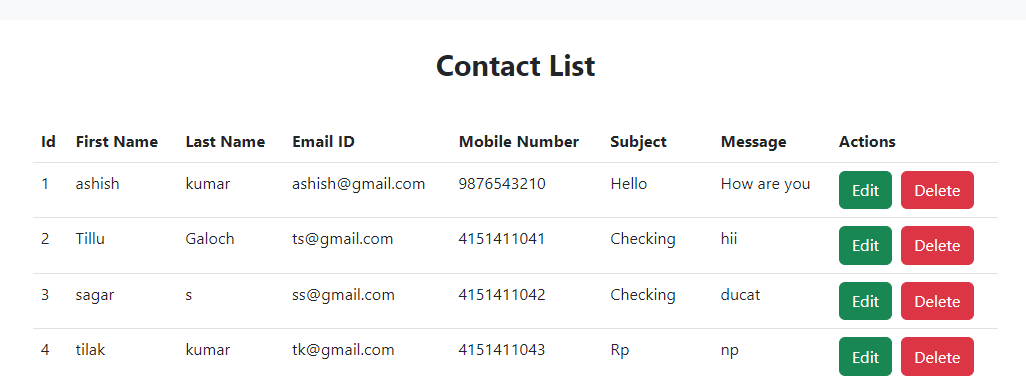 Contact List
Id First Name Last Name Email ID Mobile Number Subject Message Actions
1 ashish kumar ashish@gmail.com 9876543210 Hello How are you Edit Delete
2 Tillu Galoch ts@gmail.com 4151411041 Checking hii Edit Delete
3 sagar s ss@gmail.com 4151411042 Checking ducat Edit Delete
4 tilak kumar tk@gmail.com 4151411043 Rp np Edit Delete